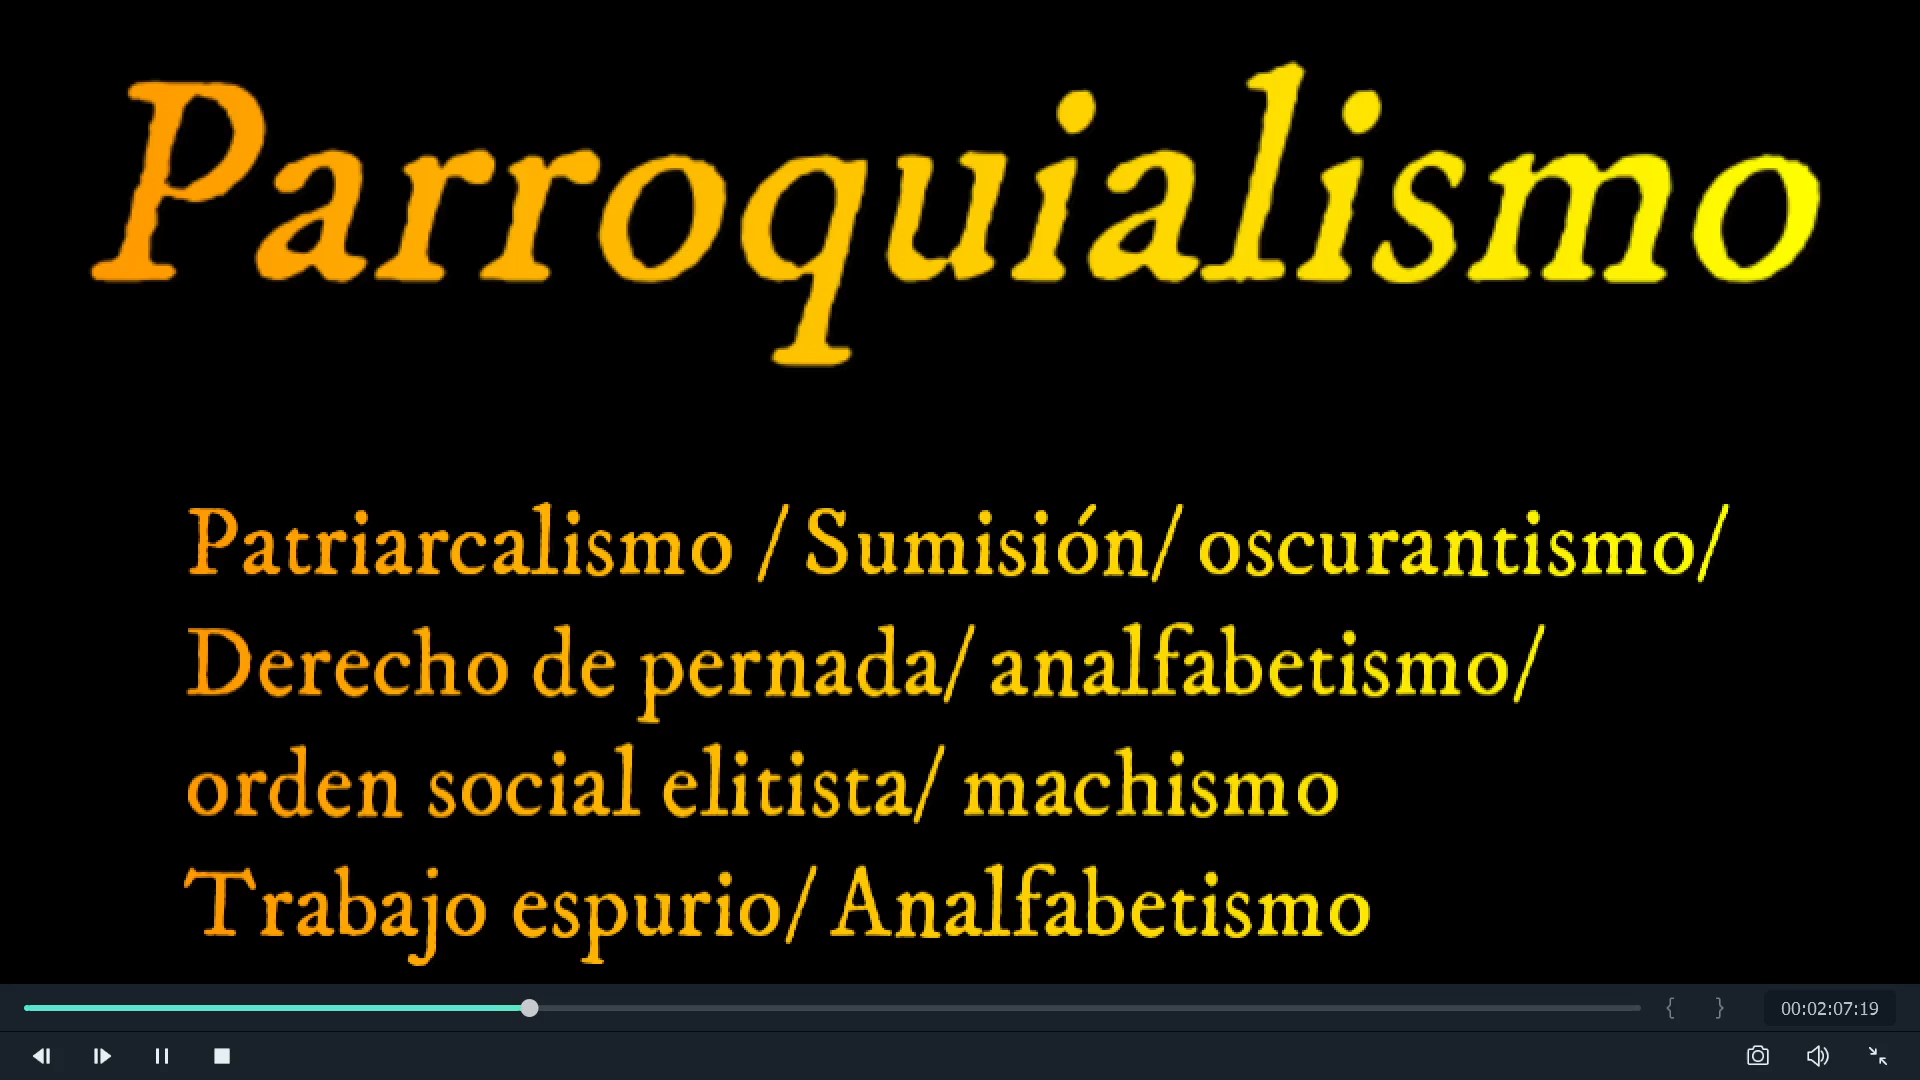 Parroquialismo
Patriarcalismo / Sumisión/ oscurantismo/
Derecho de pernada/ analfabetismo/
orden social elitista/ machismo
Trabajo espurio/ Analfabetismo
{ } 00:02:07:19